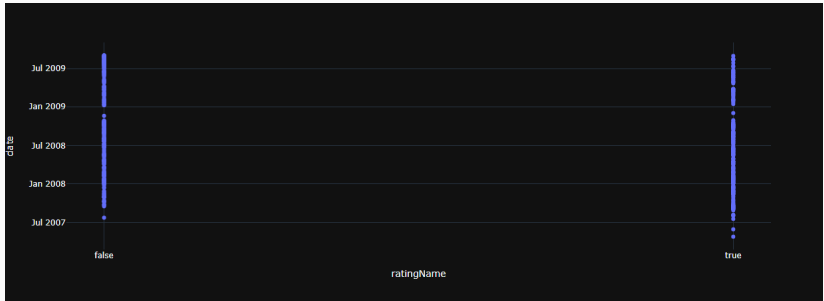 Jul 2009
Jan 2009
Jul 2008
Jan 2008
Jul 2007
date
false
true
ratingName